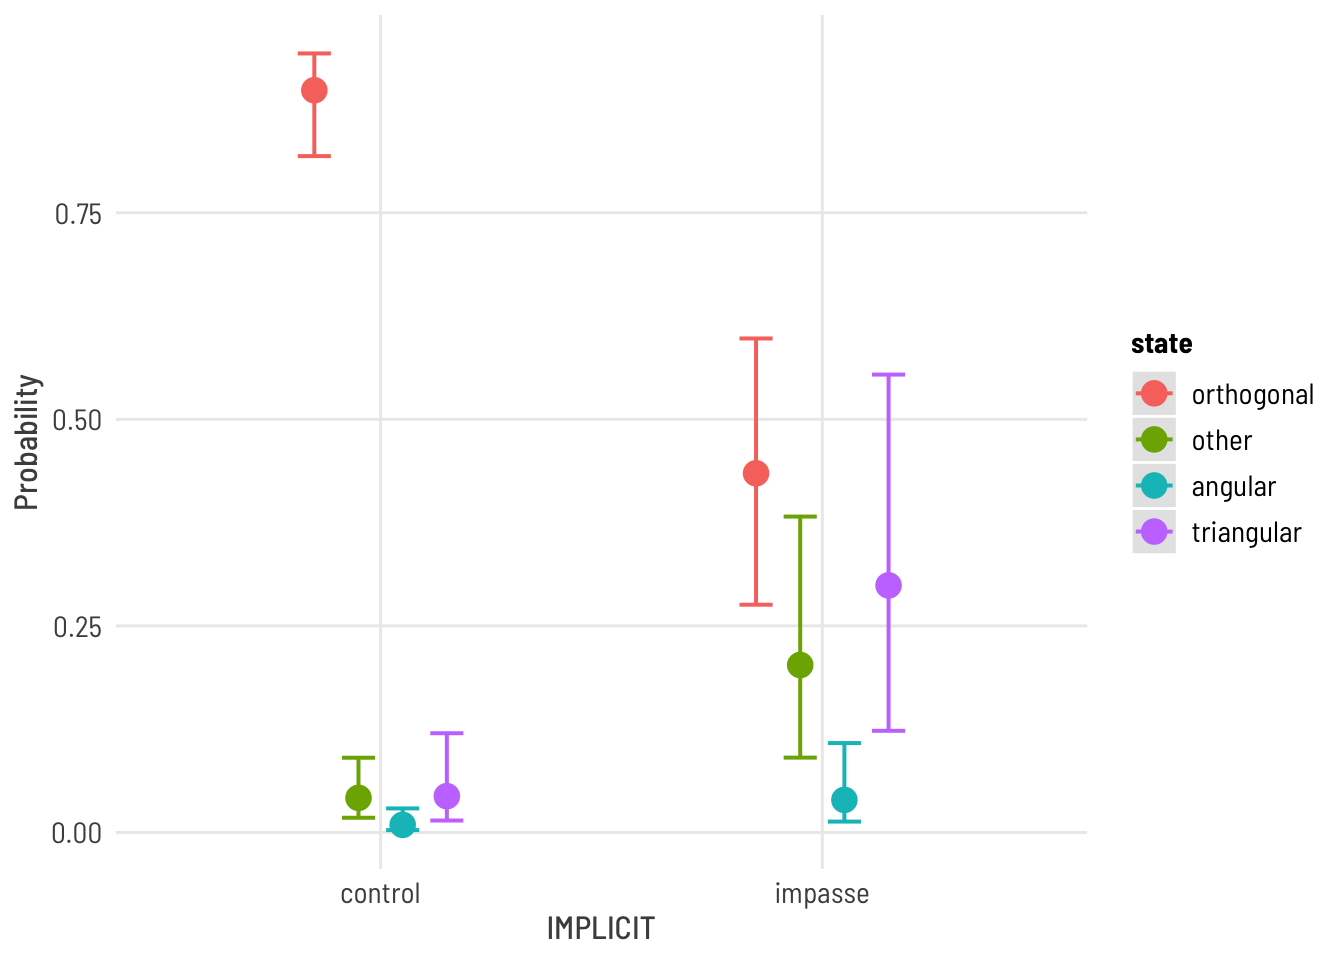 0.75
0.50
0.25
0.00
Probability
control
impasse
IMPLICIT
state
orthogonal
other
angular
triangular